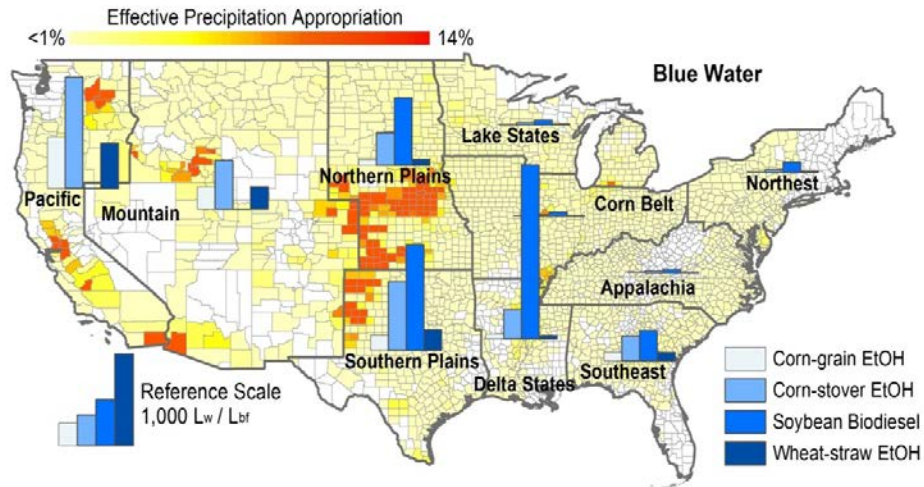 Effective Precipitation Appropriation
<1% 14%
Blue Water
Lake States
Northern Plains
Northest
Pacific
Mountain
Corn Belt
Appalachia
Southern Plains
Delta States
Southeast
Reference Scale
1,000 Lw / Lbf
Corn-grain EtOH
Corn-stover EtOH
Soybean Biodiesel
Wheat-straw EtOH